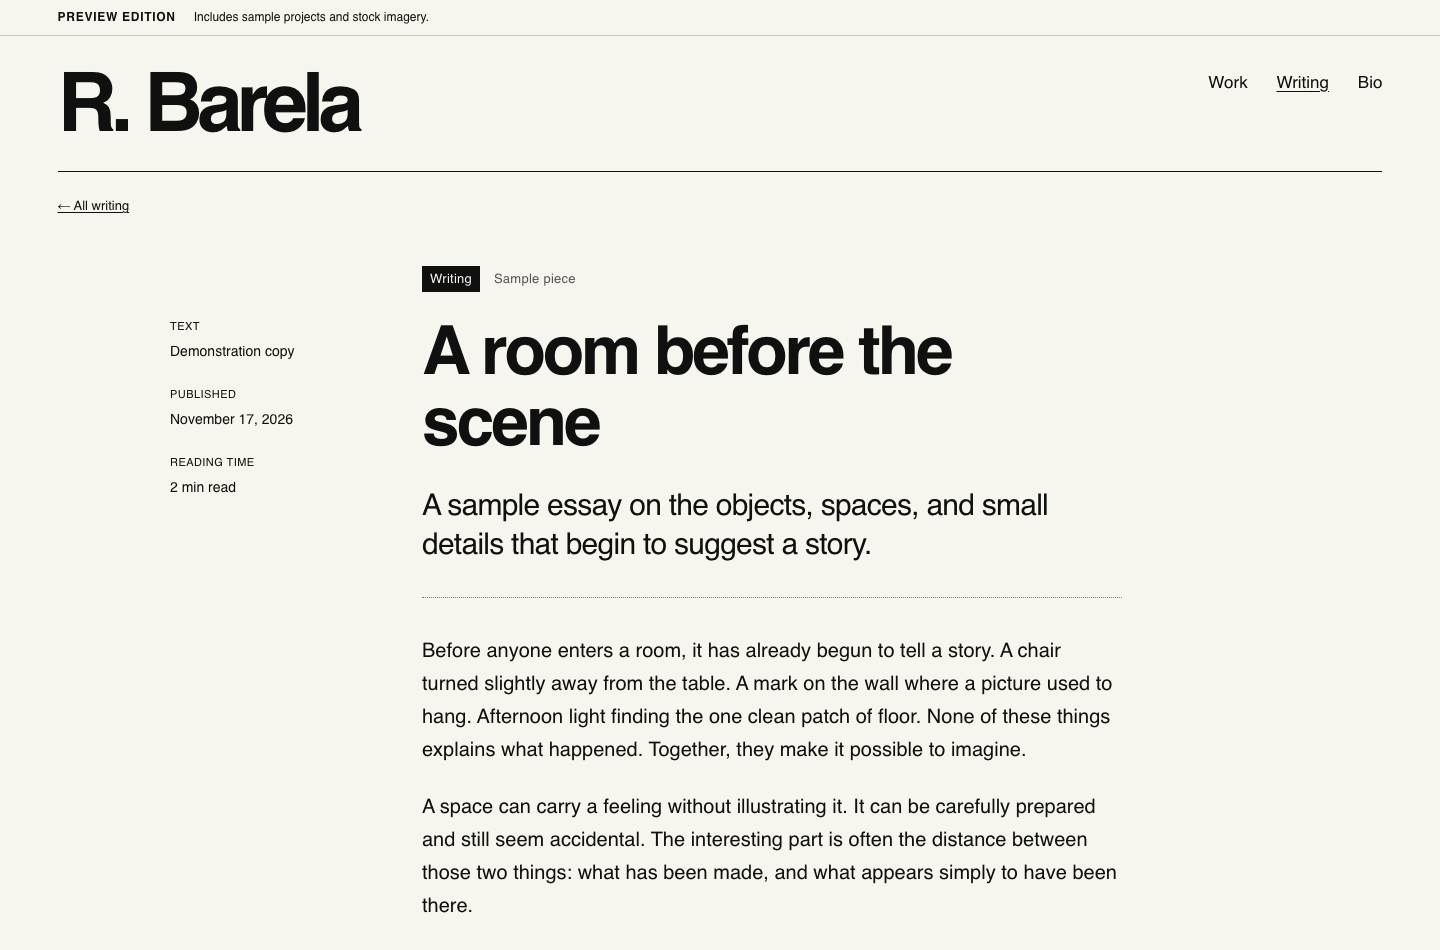 PREVIEW EDITION Includes sample projects and stock imagery.
R. Barela
Work Writing Bio
← All writing
Writing Sample piece
TEXT
Demonstration copy
PUBLISHED
November 17, 2026
READING TIME
2 min read
A room before the
scene
A sample essay on the objects, spaces, and small
details that begin to suggest a story.
Before anyone enters a room, it has already begun to tell a story. A chair
turned slightly away from the table. A mark on the wall where a picture used to
hang. Afternoon light finding the one clean patch of floor. None of these things
explains what happened. Together, they make it possible to imagine.
A space can carry a feeling without illustrating it. It can be carefully prepared
and still seem accidental. The interesting part is often the distance between
those two things: what has been made, and what appears simply to have been
there.